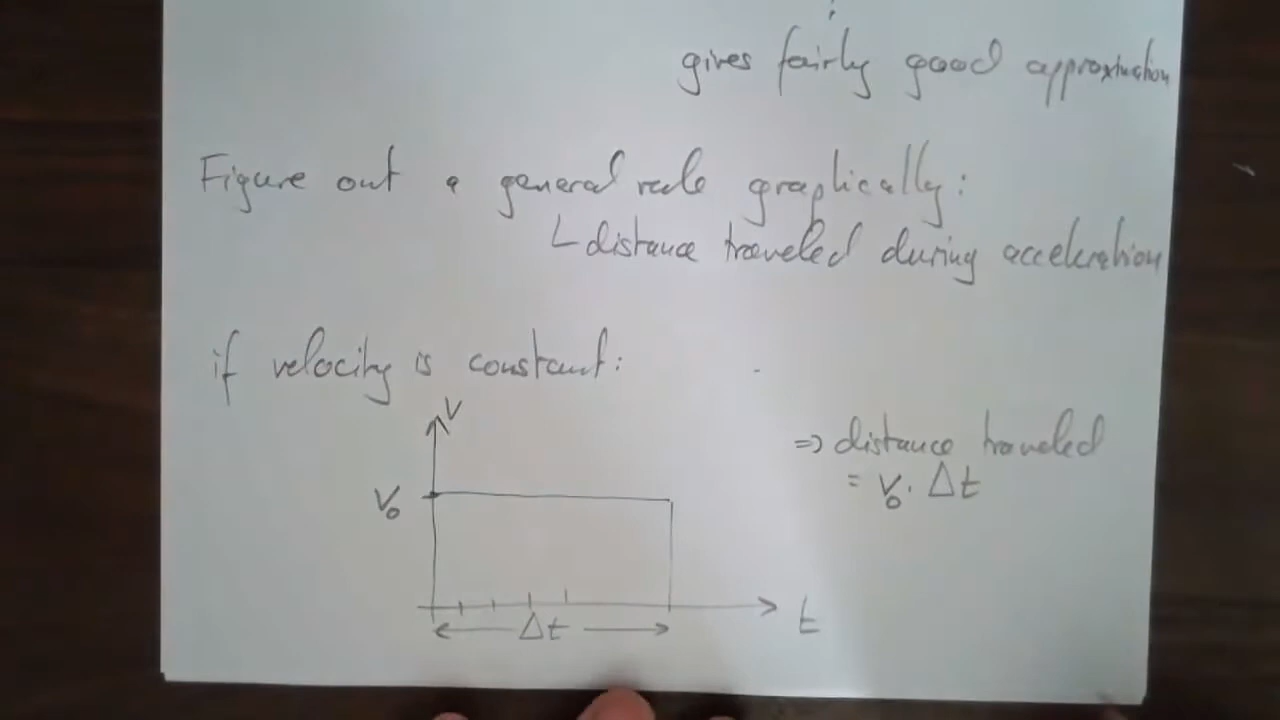 gives fairly good approximation
Figure out a general rule graphically:
distance traveled during acceleration
if velocity is constant:
V
V₀
Δt
t
=> distance traveled
= V₀ · Δt